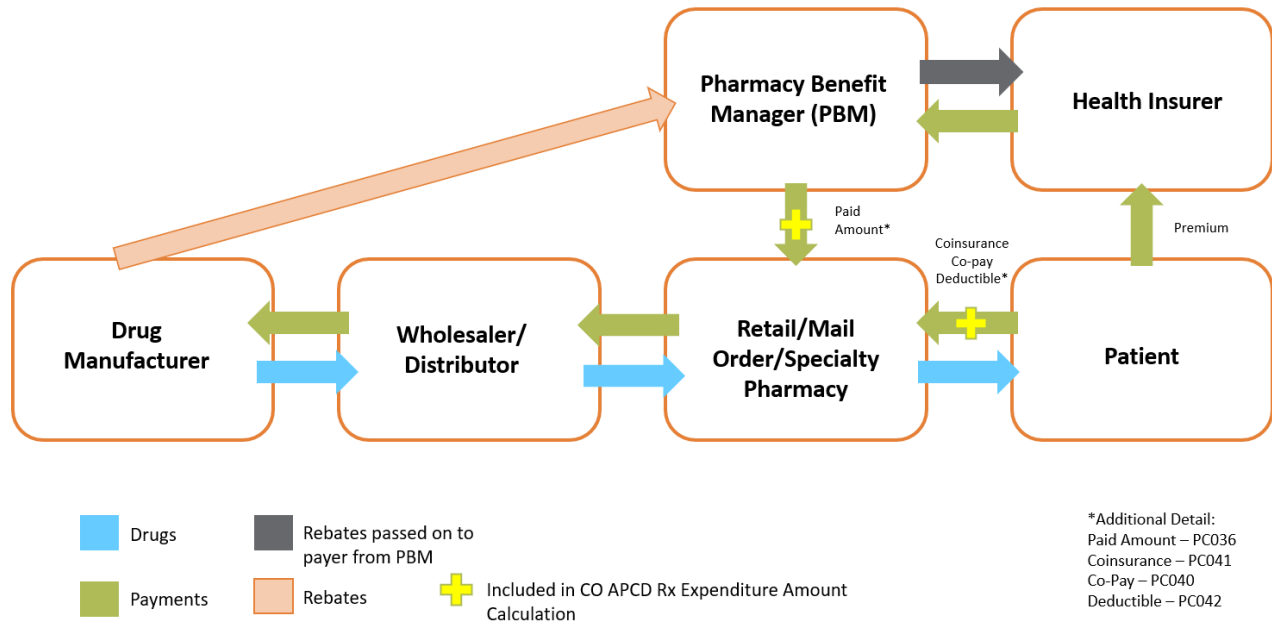 Pharmacy Benefit
Manager (PBM)
Health Insurer
Paid
Amount*
Premium
Coinsurance
Co-pay
Deductible*
Drug
Manufacturer
Wholesaler/
Distributor
Retail/Mail
Order/Specialty
Pharmacy
Patient
Drugs
Rebates passed on to
payer from PBM
Payments
Rebates
Included in CO APCD Rx Expenditure Amount
Calculation
*Additional Detail:
Paid Amount – PC036
Coinsurance – PC041
Co-Pay – PC040
Deductible – PC042